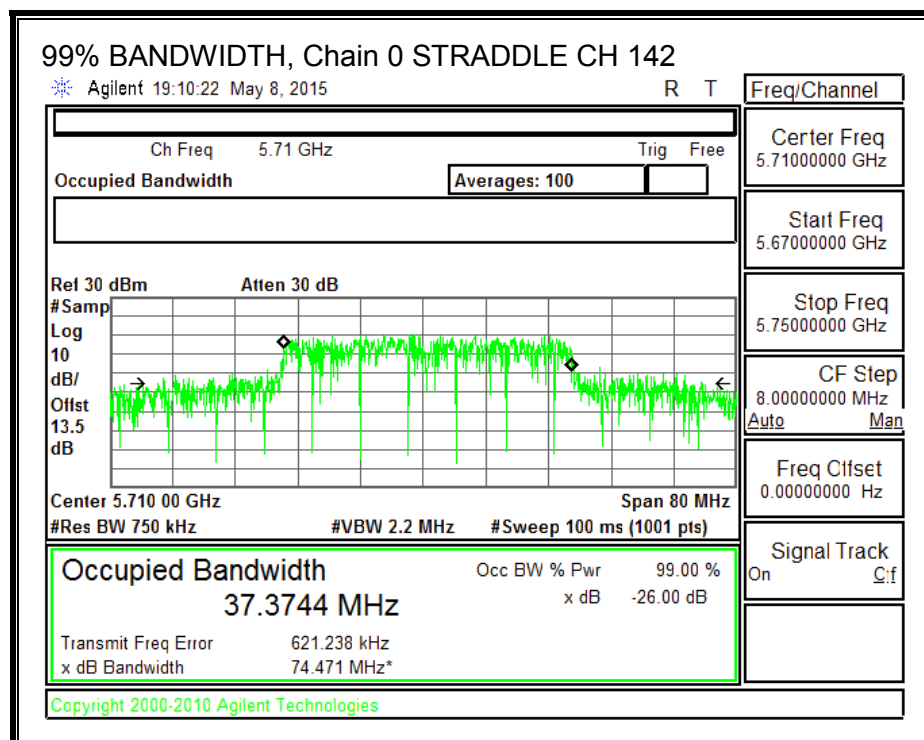 99% BANDWIDTH, Chain 0 STRADDLE CH 142
Agilent 19:10:22 May 8, 2015 R T
Freq/Channel
Ch Freq 5.71 GHz Trig Free
Occupied Bandwidth Averages: 100
Center Freq
5.71000000 GHz
Start Freq
5.67000000 GHz
Stop Freq
5.75000000 GHz
CF Step
8.00000000 MHz
Auto Man
Freq Offset
0.00000000 Hz
Signal Track
On Off
Ref 30 dBm Atten 30 dB
#Samp
Log
10
dB/
Offst
13.5
dB
Center 5.710 00 GHz Span 80 MHz
#Res BW 750 kHz #VBW 2.2 MHz #Sweep 100 ms (1001 pts)
Occupied Bandwidth Occ BW % Pwr 99.00 %
37.3744 MHz x dB -26.00 dB
Transmit Freq Error 621.238 kHz
x dB Bandwidth 74.471 MHz*
Copyright 2000-2010 Agilent Technologies